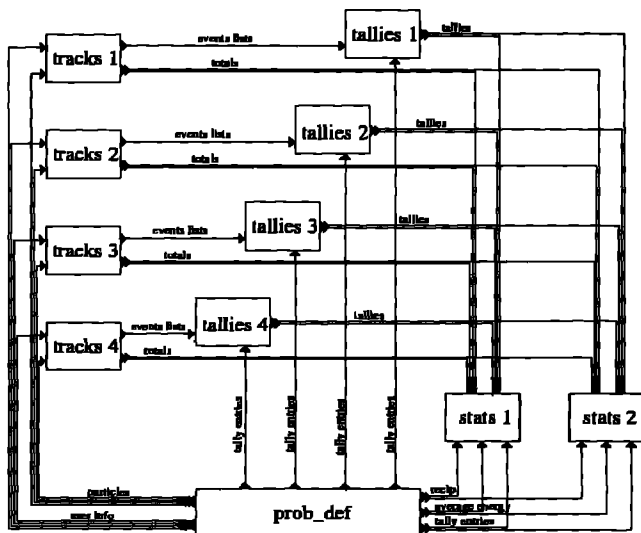 tallies 1
tallies
events lists
tracks 1
totals
tallies 2
tallies
events lists
tracks 2
totals
tallies 3
tallies
events lists
tracks 3
totals
tallies 4
tallies
events lists
tracks 4
totals
stats 1
stats 2
tally entries
tally entries
tally entries
tally entries
particles
user info
prob_def
average energy
tally entries